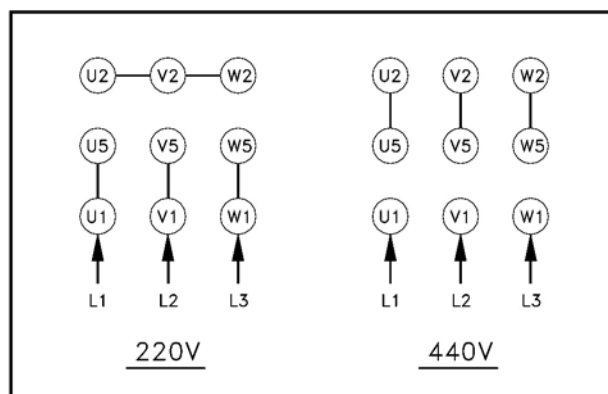 U2 V2 W2 U2 V2 W2
U5 V5 W5 U5 V5 W5
U1 V1 W1 U1 V1 W1
L1 L2 L3 L1 L2 L3
220V 440V